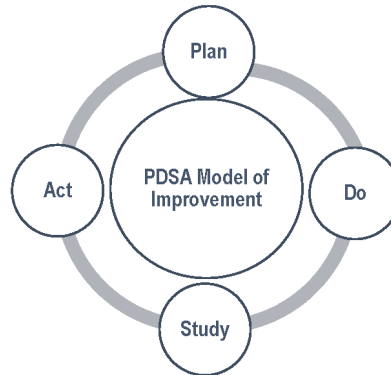 Plan
PDSA Model of
Improvement
Act
Do
Study